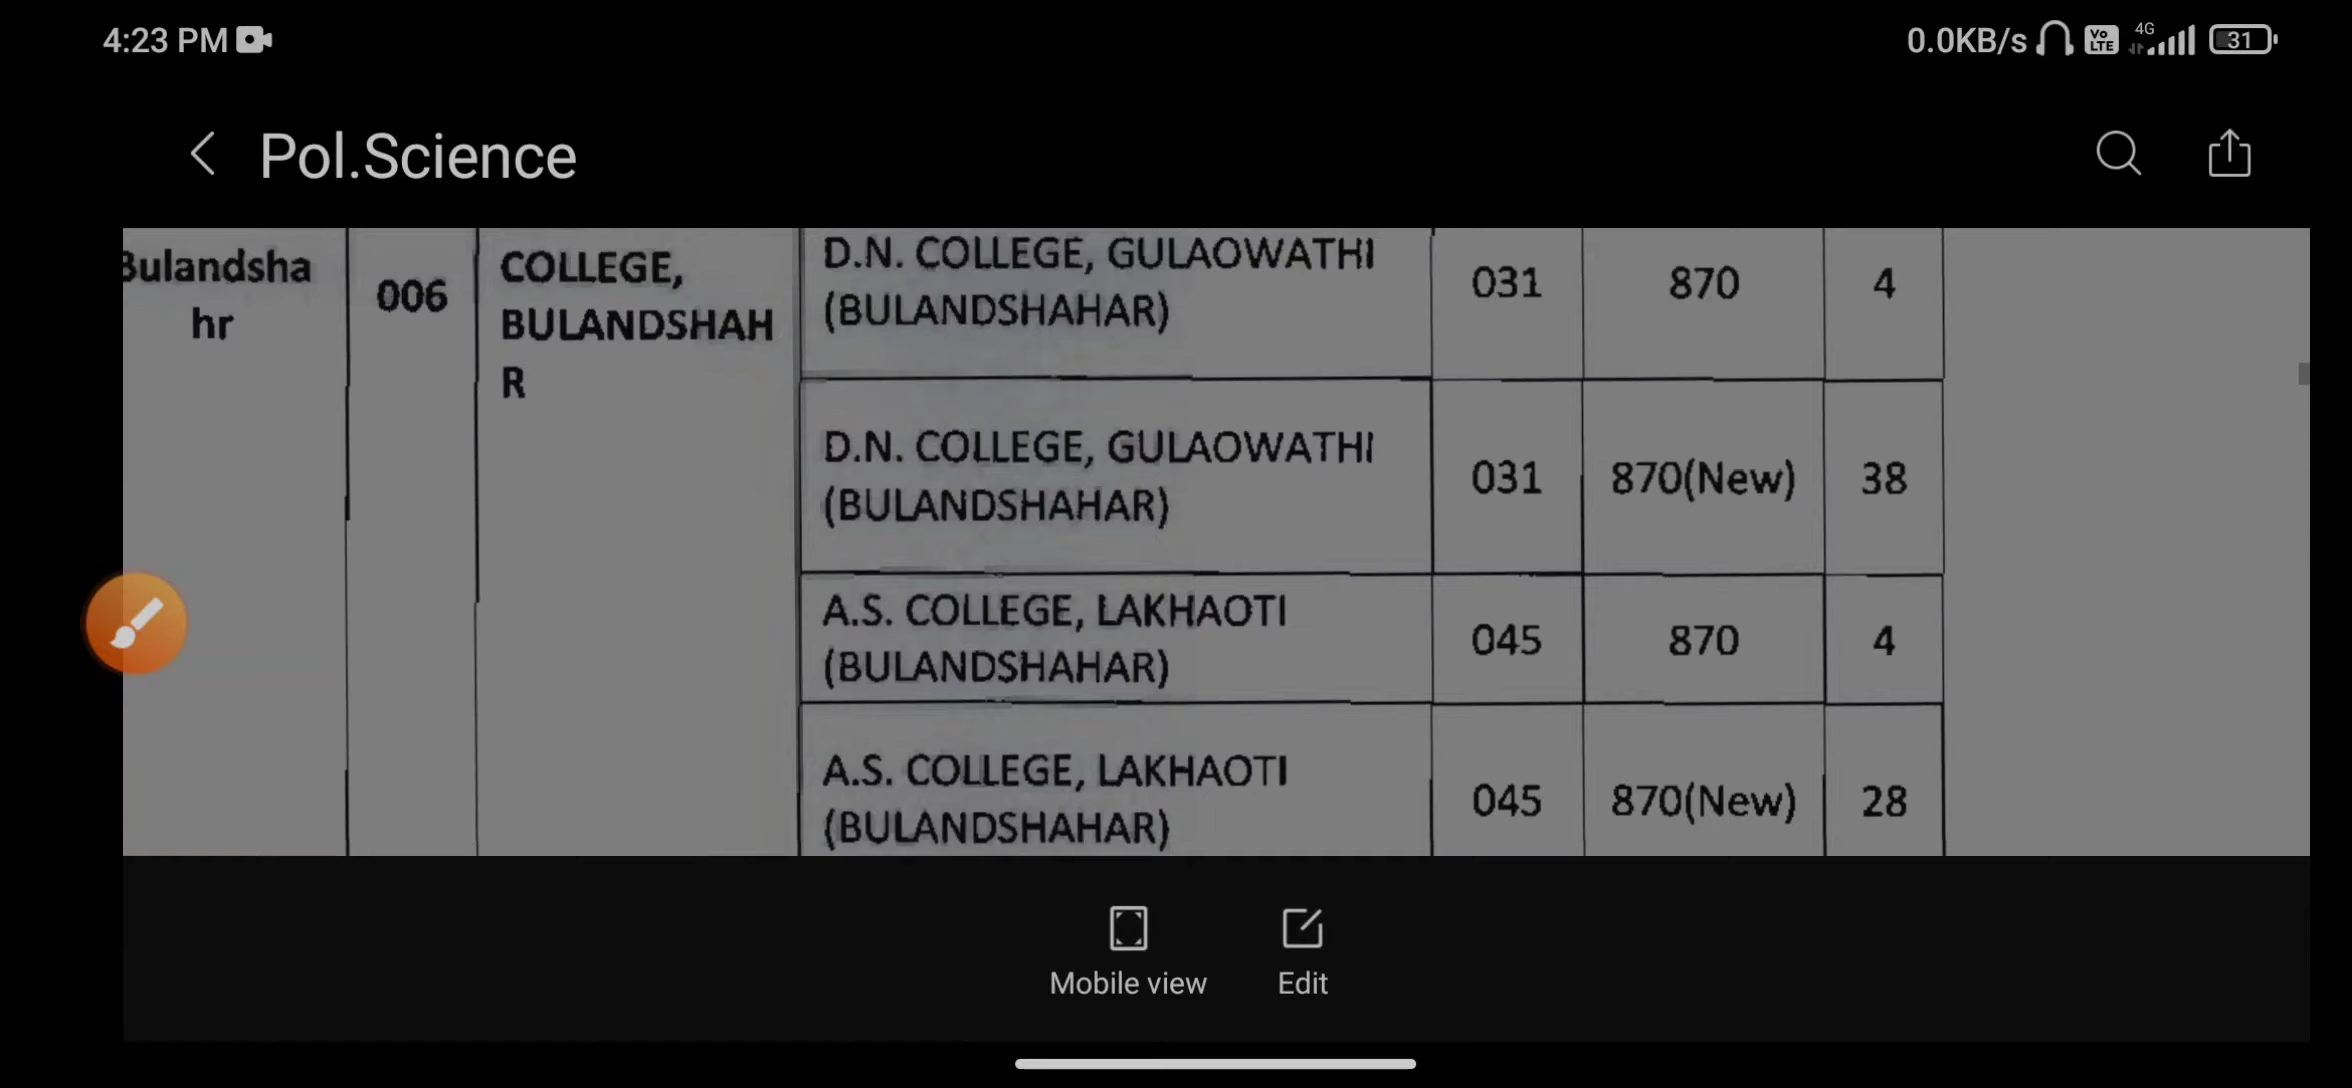 4:23 PM
0.0KB/s Vo LTE 4G 31
Pol.Science
Bulandsha
hr
006
COLLEGE,
BULANDSHAH
R
D.N. COLLEGE, GULAOWATHI
(BULANDSHAHAR)
031
870
4
D.N. COLLEGE, GULAOWATHI
(BULANDSHAHAR)
031
870(New)
38
A.S. COLLEGE, LAKHAOTI
(BULANDSHAHAR)
045
870
4
A.S. COLLEGE, LAKHAOTI
(BULANDSHAHAR)
045
870(New)
28
Mobile view
Edit